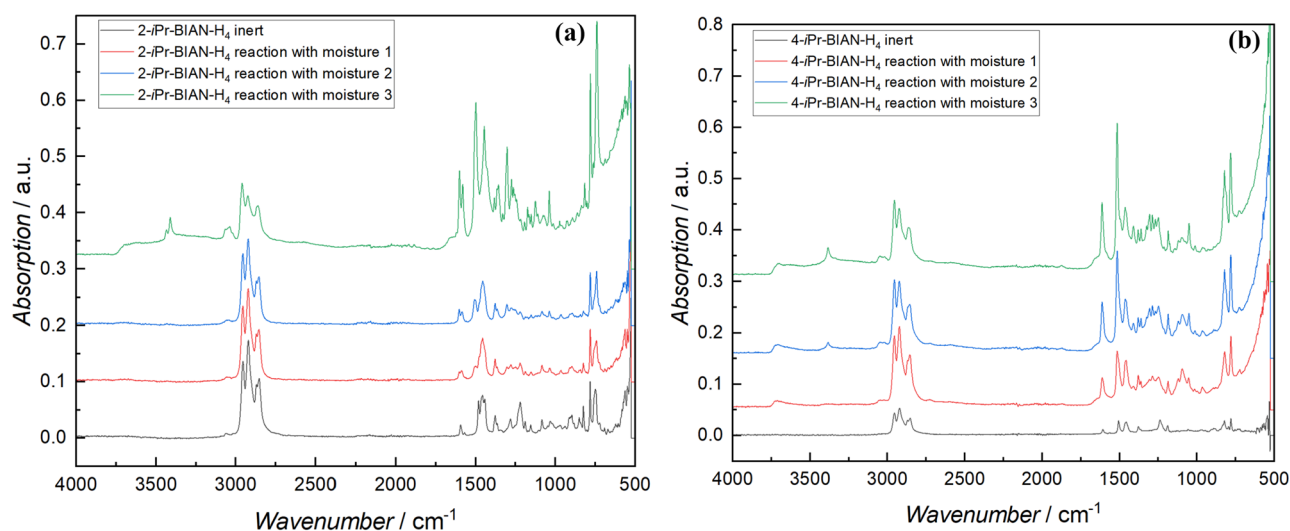 (a)
2-iPr-BIAN-H4 inert
2-iPr-BIAN-H4 reaction with moisture 1
2-iPr-BIAN-H4 reaction with moisture 2
2-iPr-BIAN-H4 reaction with moisture 3
0.7
0.6
0.5
0.4
0.3
0.2
0.1
0.0
Absorption / a.u.
4000 3500 3000 2500 2000 1500 1000 500
Wavenumber / cm-1
(b)
4-iPr-BIAN-H4 inert
4-iPr-BIAN-H4 reaction with moisture 1
4-iPr-BIAN-H4 reaction with moisture 2
4-iPr-BIAN-H4 reaction with moisture 3
0.8
0.7
0.6
0.5
0.4
0.3
0.2
0.1
0.0
Absorption / a.u.
4000 3500 3000 2500 2000 1500 1000 500
Wavenumber / cm-1